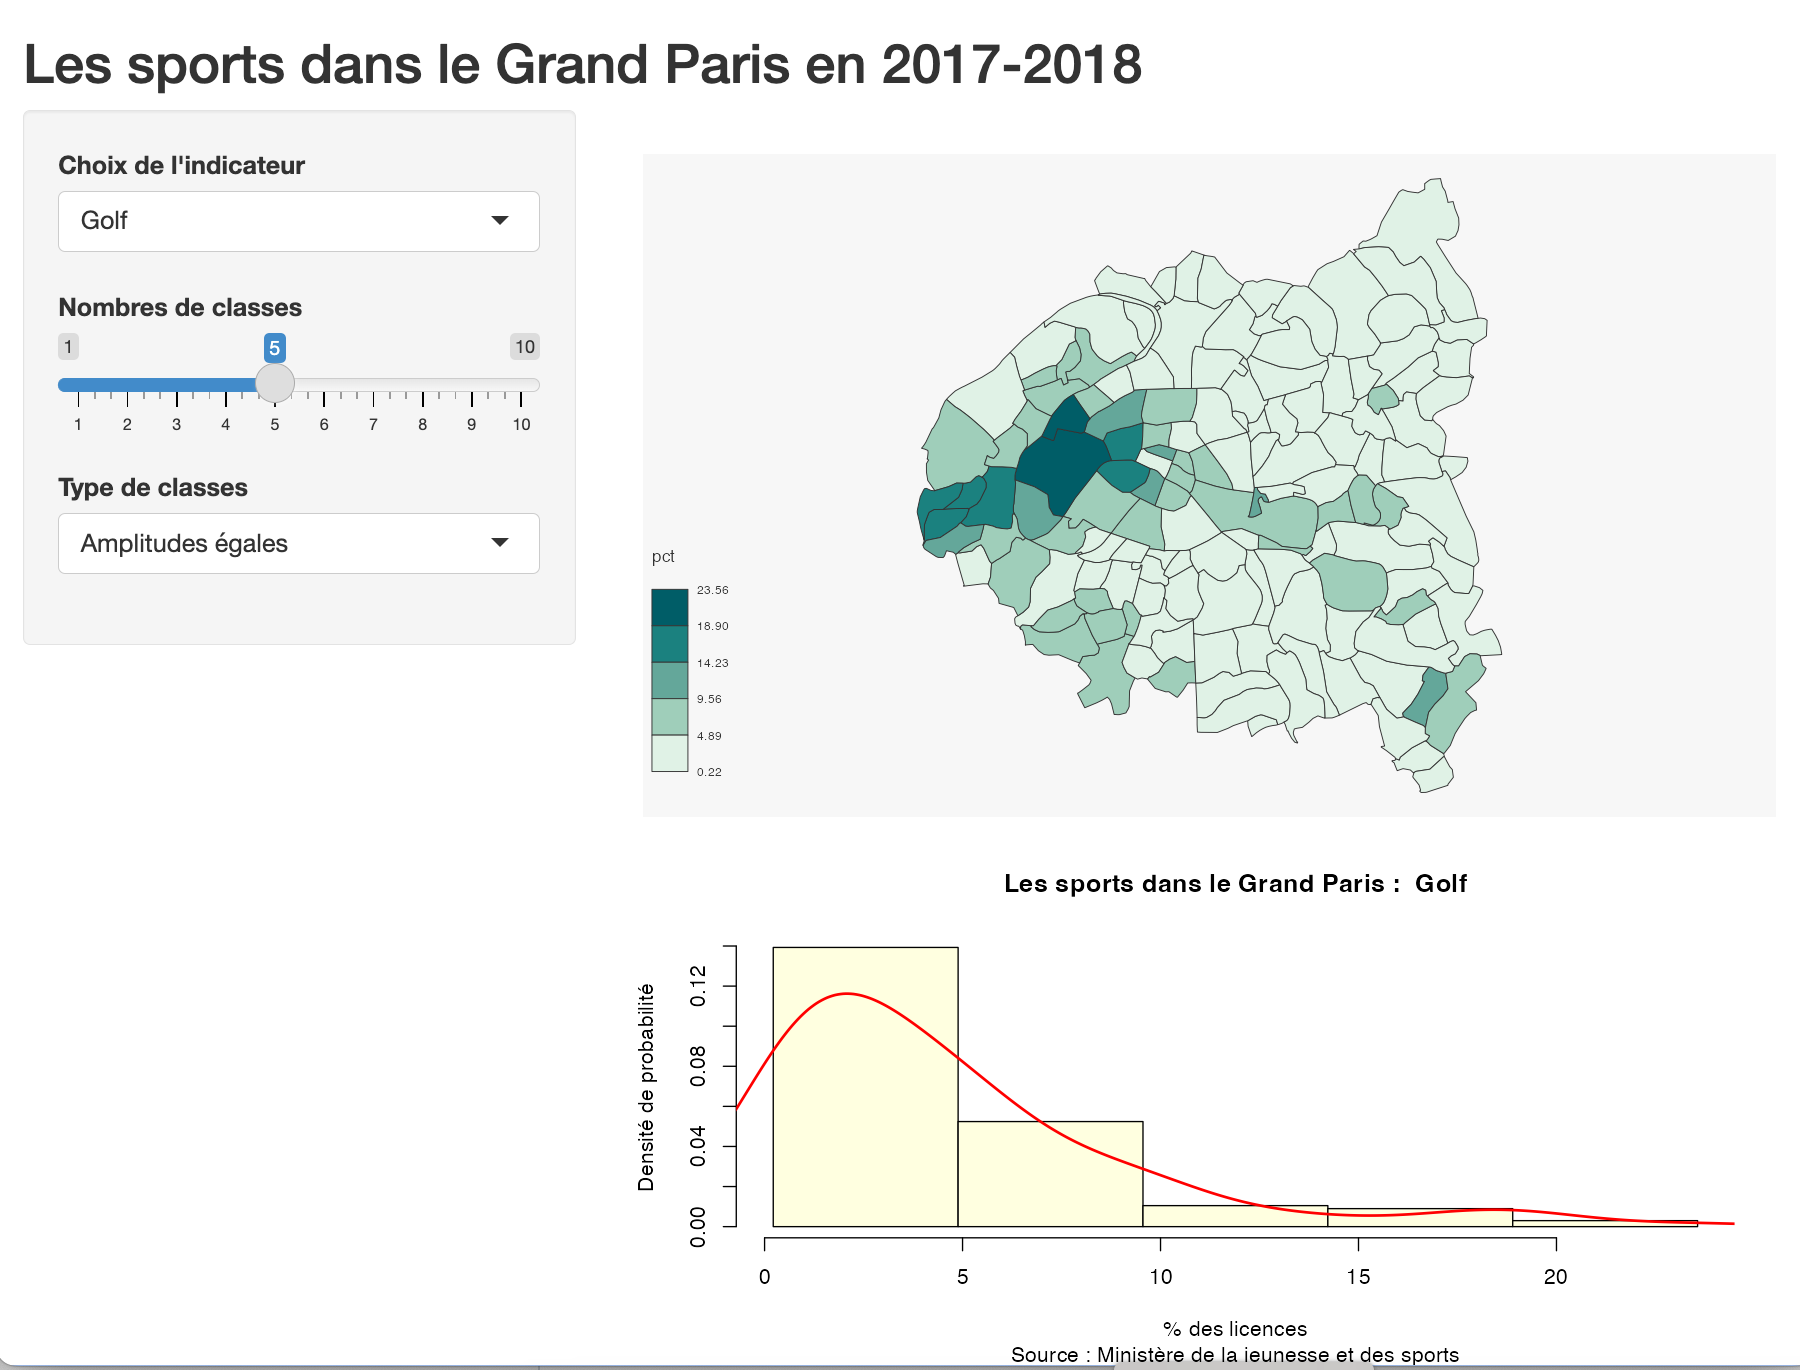 Les sports dans le Grand Paris en 2017-2018
Choix de l'indicateur
Golf
Nombres de classes
1 5 10
1 2 3 4 5 6 7 8 9 10
Type de classes
Amplitudes égales
pct
23.56
18.90
14.23
9.56
4.89
0.22
Les sports dans le Grand Paris : Golf
Densité de probabilité
0.12
0.08
0.04
0.00
0 5 10 15 20
% des licences
Source : Ministère de la jeunesse et des sports